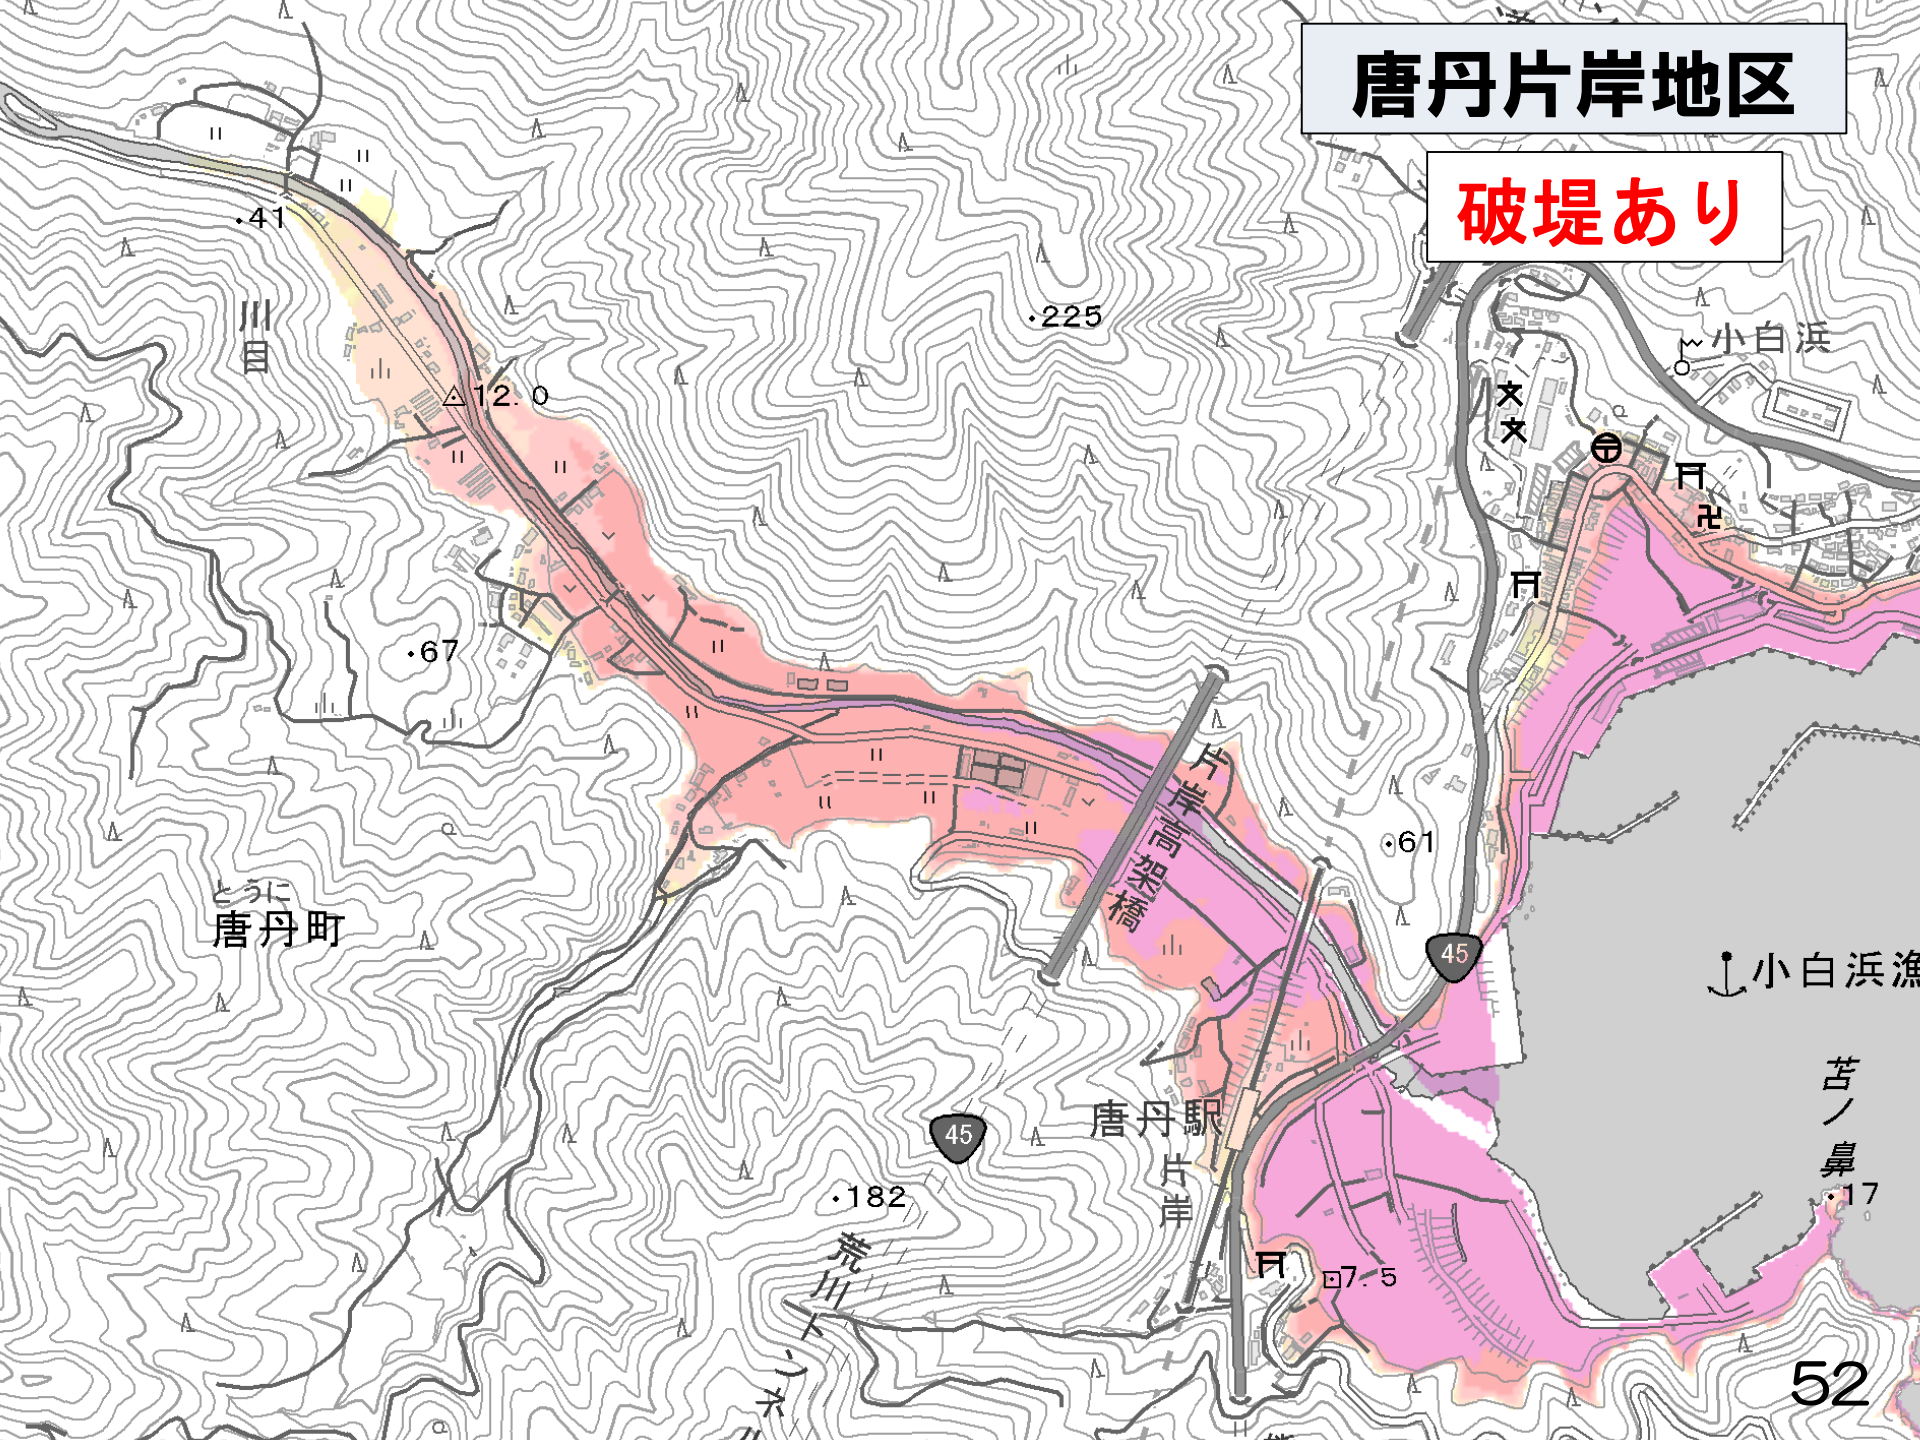 唐丹片岸地区
破堤あり
41
川目
225
小白浜
12.0
文
文
67
片岸高架橋
61
とうに
唐丹町
45
小白浜漁
苫ノ鼻
17
唐丹駅
45
片岸
182
荒川トンネル
7.5
52